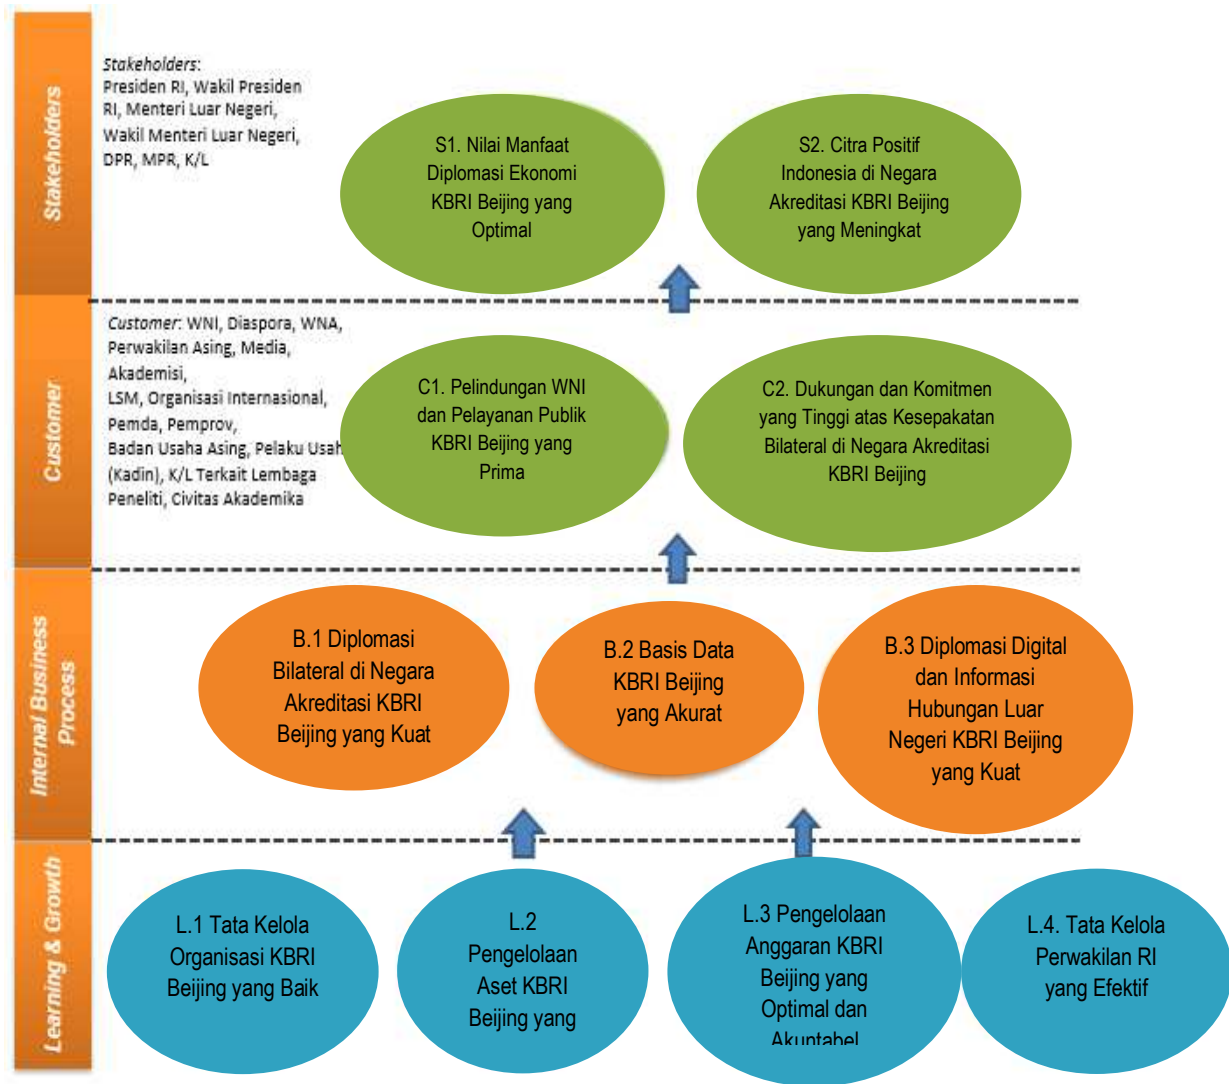 Stakeholders
Stakeholders:
Presiden RI, Wakil Presiden
RI, Menteri Luar Negeri,
Wakil Menteri Luar Negeri,
DPR, MPR, K/L
S1. Nilai Manfaat
Diplomasi Ekonomi
KBRI Beijing yang
Optimal
S2. Citra Positif
Indonesia di Negara
Akreditasi KBRI Beijing
yang Meningkat
Customer
Customer: WNI, Diaspora, WNA,
Perwakilan Asing, Media,
Akademisi,
LSM, Organisasi Internasional,
Pemda, Pemprov,
Badan Usaha Asing, Pelaku Usah
(Kadin), K/L Terkait Lembaga
Peneliti, Civitas Akademika
C1. Pelindungan WNI
dan Pelayanan Publik
KBRI Beijing yang
Prima
C2. Dukungan dan Komitmen
yang Tinggi atas Kesepakatan
Bilateral di Negara Akreditasi
KBRI Beijing
Internal Business
Process
B.1 Diplomasi
Bilateral di Negara
Akreditasi KBRI
Beijing yang Kuat
B.2 Basis Data
KBRI Beijing
yang Akurat
B.3 Diplomasi Digital
dan Informasi
Hubungan Luar
Negeri KBRI Beijing
yang Kuat
Learning & Growth
L.1 Tata Kelola
Organisasi KBRI
Beijing yang Baik
L.2
Pengelolaan
Aset KBRI
Beijing yang
L.3 Pengelolaan
Anggaran KBRI
Beijing yang
Optimal dan
Akuntabel
L.4. Tata Kelola
Perwakilan RI
yang Efektif